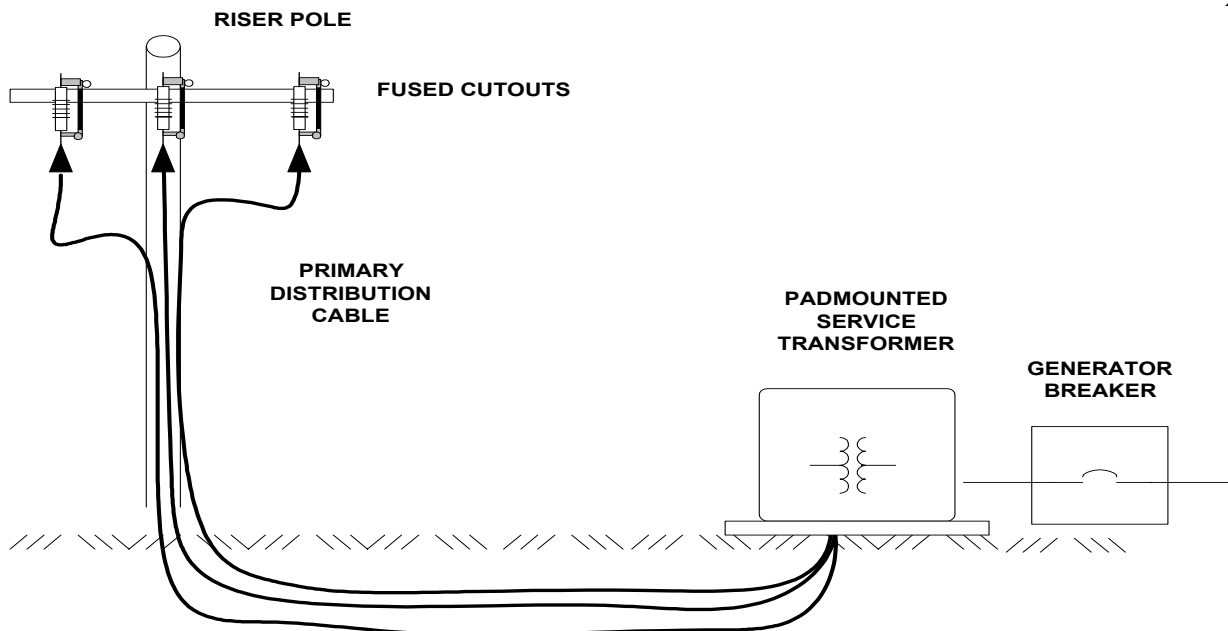 RISER POLE
FUSED CUTOUTS
PRIMARY
DISTRIBUTION
CABLE
PADMOUNTED
SERVICE
TRANSFORMER
GENERATOR
BREAKER